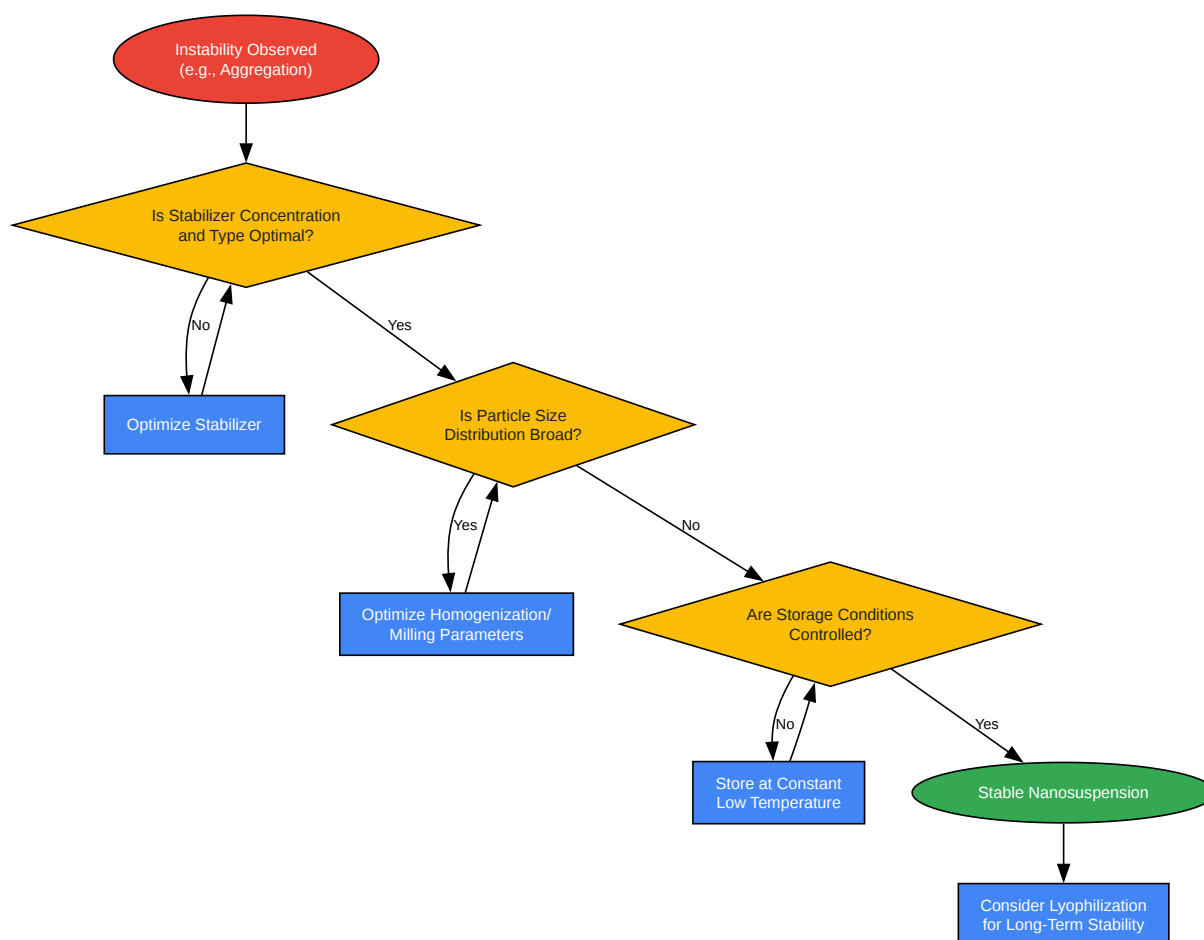 Instability Observed
(e.g., Aggregation)
Is Stabilizer Concentration
and Type Optimal?
No
Yes
Optimize Stabilizer
Is Particle Size
Distribution Broad?
Yes
No
Optimize Homogenization/
Milling Parameters
Are Storage Conditions
Controlled?
No
Yes
Store at Constant
Low Temperature
Stable Nanosuspension
Consider Lyophilization
for Long-Term Stability